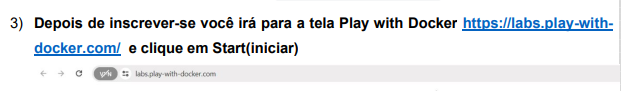 3) Depois de inscrever-se você irá para a tela Play with Docker https://labs.play-with-
docker.com/ e clique em Start(iniciar)
VPN labs.play-with-docker.com